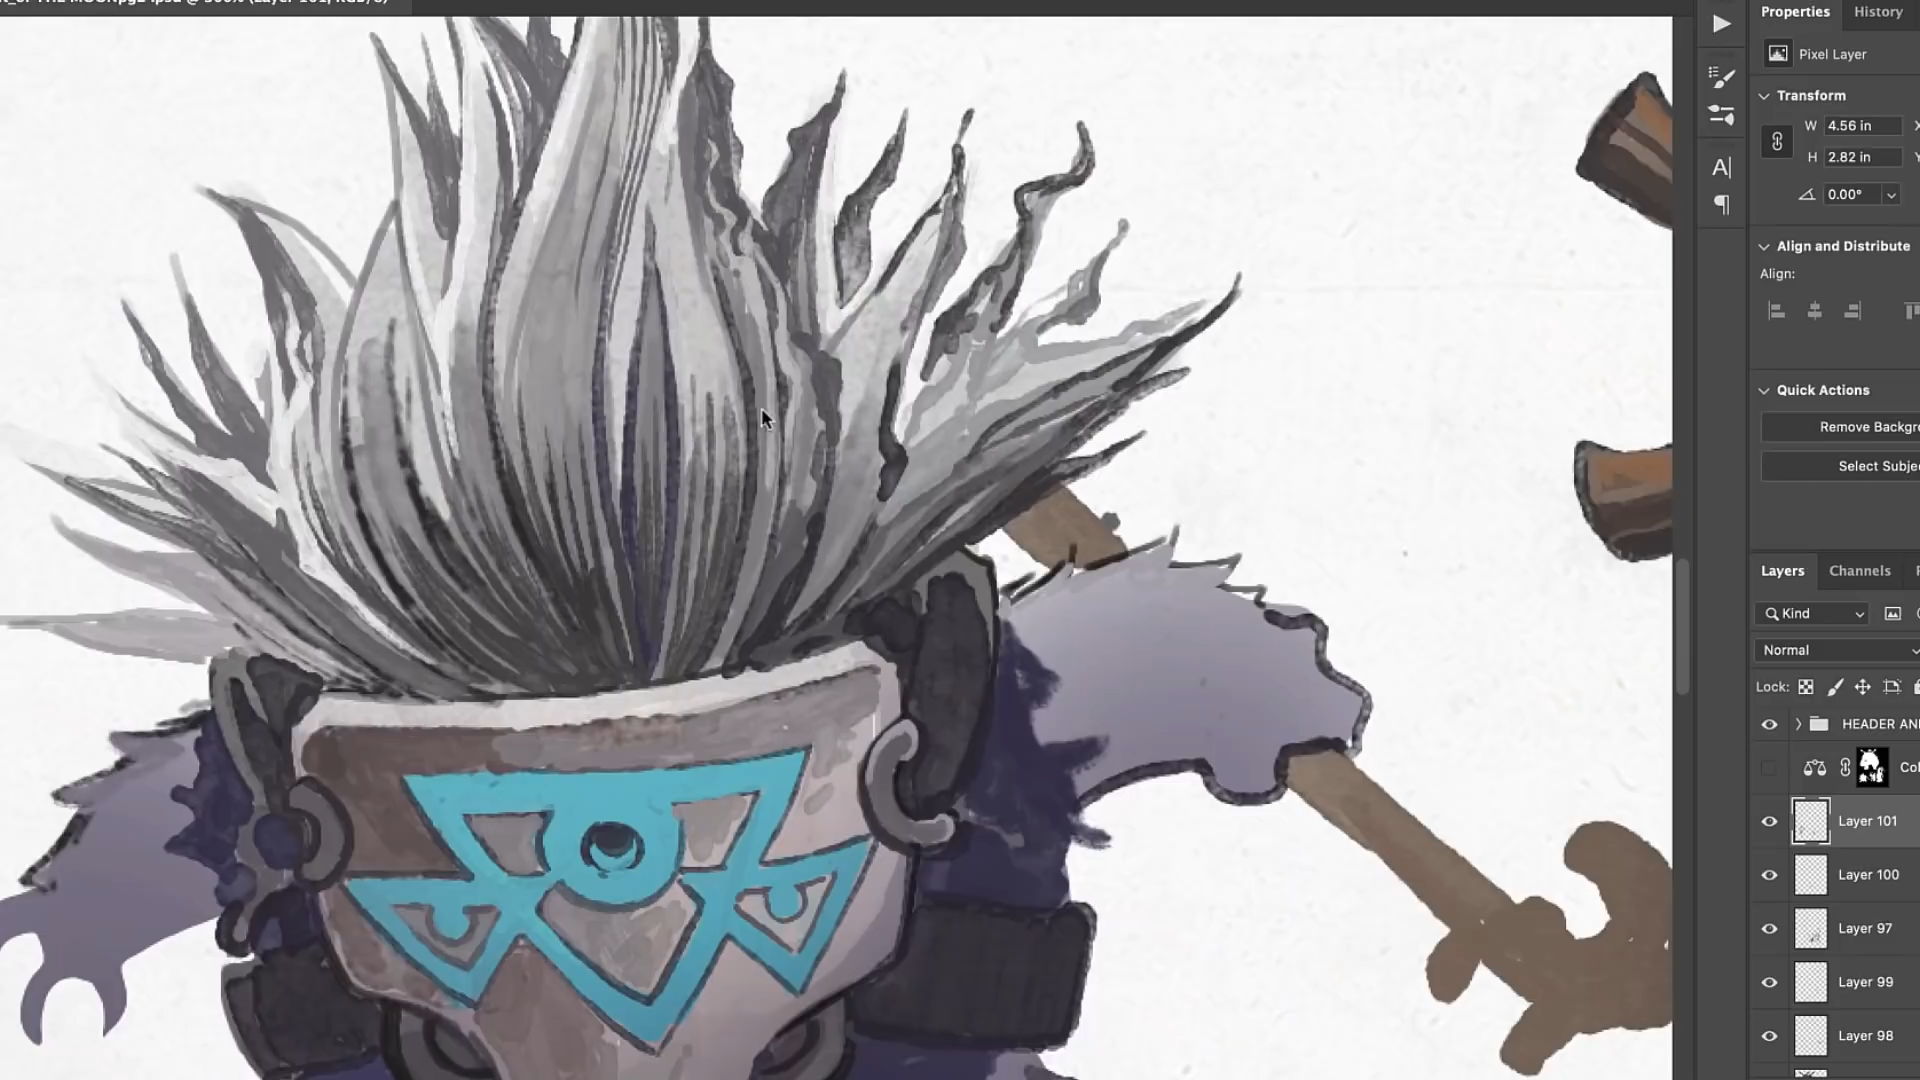 Properties History
Pixel Layer
Transform
W 4.56 in X
H 2.82 in Y
0.00°
Align and Distribute
Align:
Quick Actions
Remove Backgro
Select Subje
Layers Channels P
Kind
Normal
Lock:
HEADER AN
Col
Layer 101
Layer 100
Layer 97
Layer 99
Layer 98